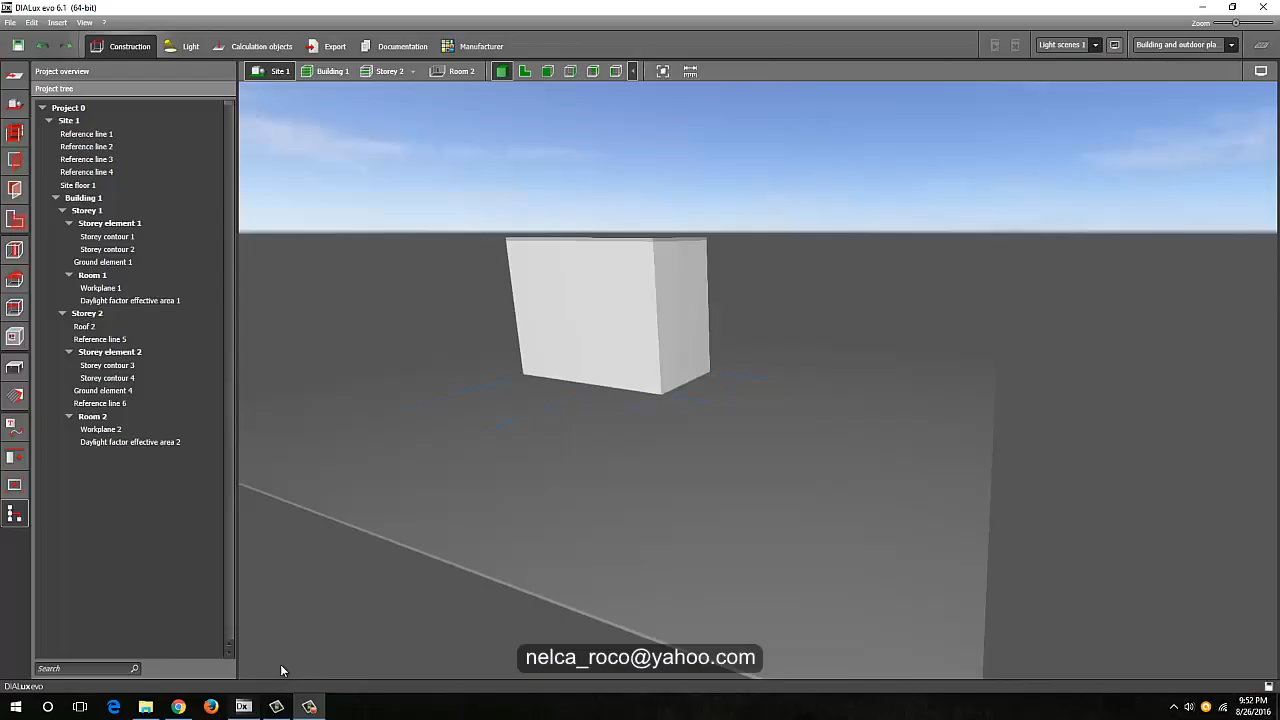 DIALux evo 6.1 (64-bit)
File Edit Insert View ?
Zoom
Construction Light Calculation objects Export Documentation Manufacturer Light scenes 1 Building and outdoor pla...
Project overview
Site 1 Building 1 Storey 2 Room 2
Project tree
Project 0
Site 1
Reference line 1
Reference line 2
Reference line 3
Reference line 4
Site floor 1
Building 1
Storey 1
Storey element 1
Storey contour 1
Storey contour 2
Ground element 1
Room 1
Workplane 1
Daylight factor effective area 1
Storey 2
Roof 2
Reference line 5
Storey element 2
Storey contour 3
Storey contour 4
Ground element 4
Reference line 6
Room 2
Workplane 2
Daylight factor effective area 2
nelca_roco@yahoo.com
Search
DIALux evo
9:52 PM
8/26/2016